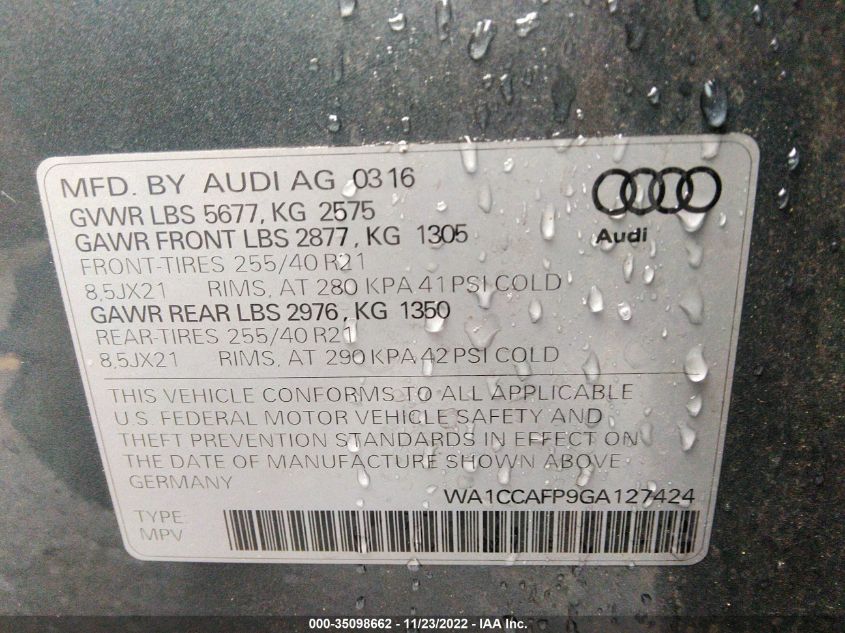 MFD. BY AUDI AG 0316
GVWR LBS 5677, KG 2575
GAWR FRONT LBS 2877, KG 1305
FRONT-TIRES 255/40 R21
8,5JX21 RIMS, AT 280 KPA 41 PSI COLD
GAWR REAR LBS 2976, KG 1350
REAR-TIRES 255/40 R21
8,5JX21 RIMS, AT 290 KPA 42 PSI COLD
Audi
THIS VEHICLE CONFORMS TO ALL APPLICABLE
U.S. FEDERAL MOTOR VEHICLE SAFETY AND
THEFT PREVENTION STANDARDS IN EFFECT ON
THE DATE OF MANUFACTURE SHOWN ABOVE.
GERMANY
WA1CCAFP9GA127424
TYPE:
MPV
000-35098662 - 11/23/2022 - IAAI Inc.